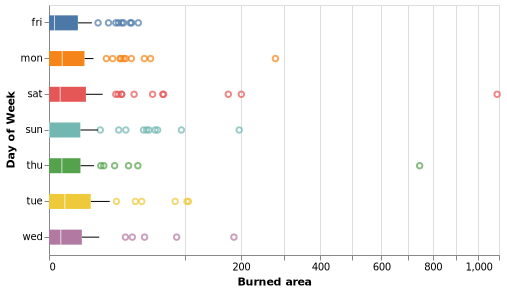 fri
mon
sat
sun
thu
tue
wed
Day of Week
0 200 400 600 800 1,000
Burned area